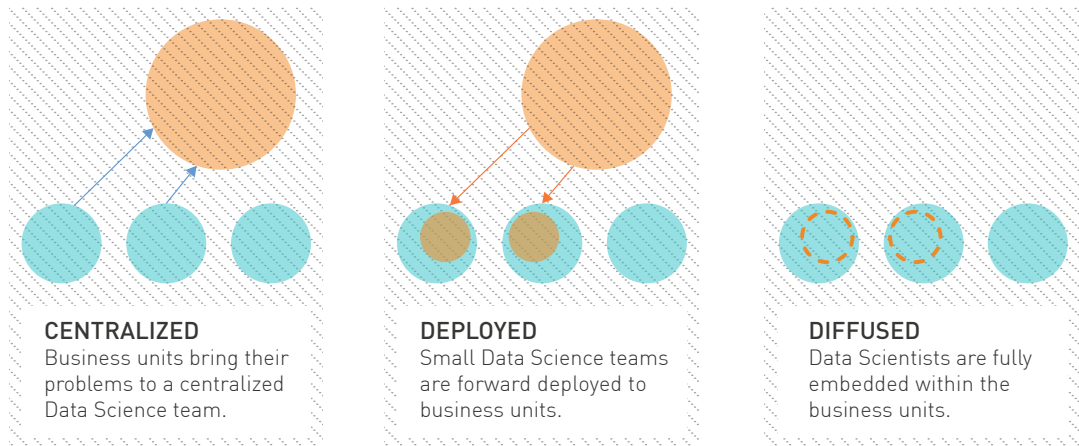 CENTRALIZED
Business units bring their
problems to a centralized
Data Science team.
DEPLOYED
Small Data Science teams
are forward deployed to
business units.
DIFFUSED
Data Scientists are fully
embedded within the
business units.